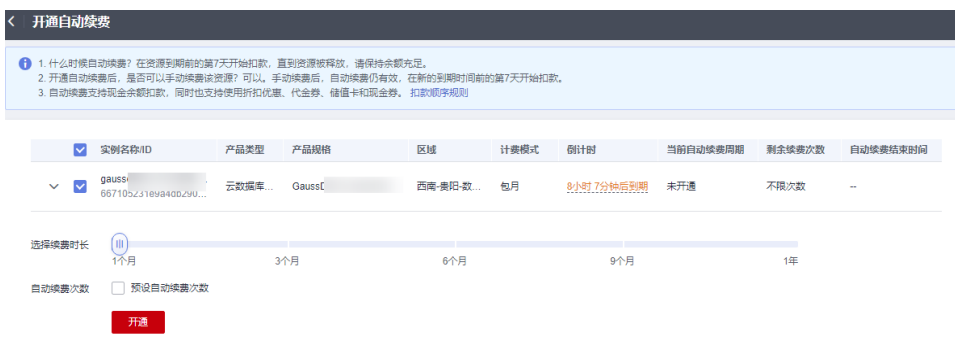 开通自动续费
1. 什么时候自动续费？在资源到期前的第7天开始扣款，直到资源被释放，请保持余额充足。
2. 开通自动续费后，是否可以手动续费该资源？可以。手动续费后，自动续费仍有效，在新的到期时间前的第7天开始扣款。
3. 自动续费支持现金余额扣款，同时也支持使用折扣优惠、代金券、储值卡和现金券。 扣款顺序规则
实例名称/ID 产品类型 产品规格 区域 计费模式 倒计时 当前自动续费周期 剩余续费次数 自动续费结束时间
gauss 云数据库... Gauss 西南-贵阳-数... 包月 8小时 7分钟后到期 未开通 不限次数 --
667105231e9a4db290...
选择续费时长
1个月 3个月 6个月 9个月 1年
自动续费次数 预设自动续费次数
开通